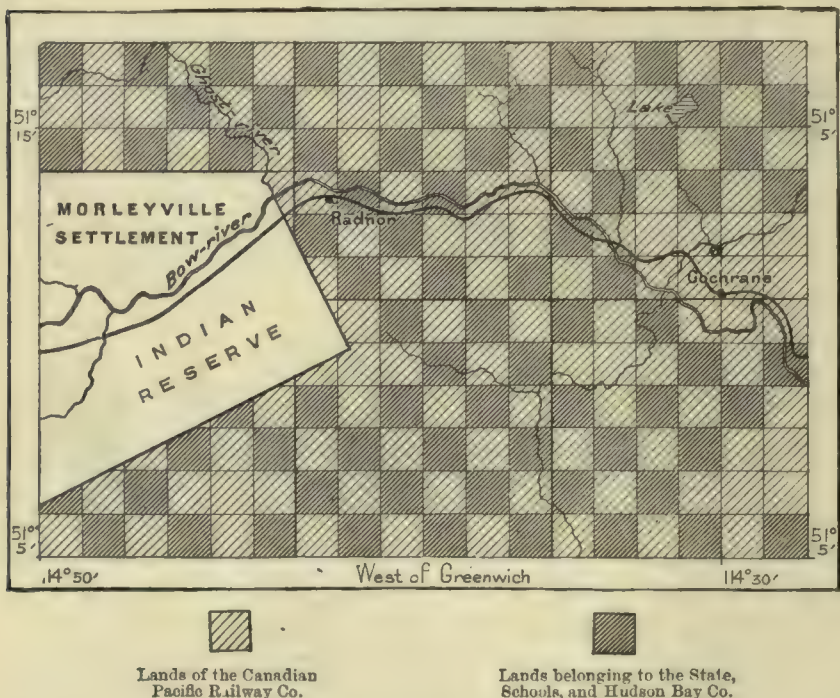 Ghost-river
Lake
51°
15′
51°
5′
MORLEYVILLE
SETTLEMENT
Bow-river
Radnor
Cochrane
INDIAN
RESERVE
51°
5′
51°
5′
114°50′
West of Greenwich
114°30′
Lands of the Canadian
Pacific Railway Co.
Lands belonging to the State,
Schools, and Hudson Bay Co.